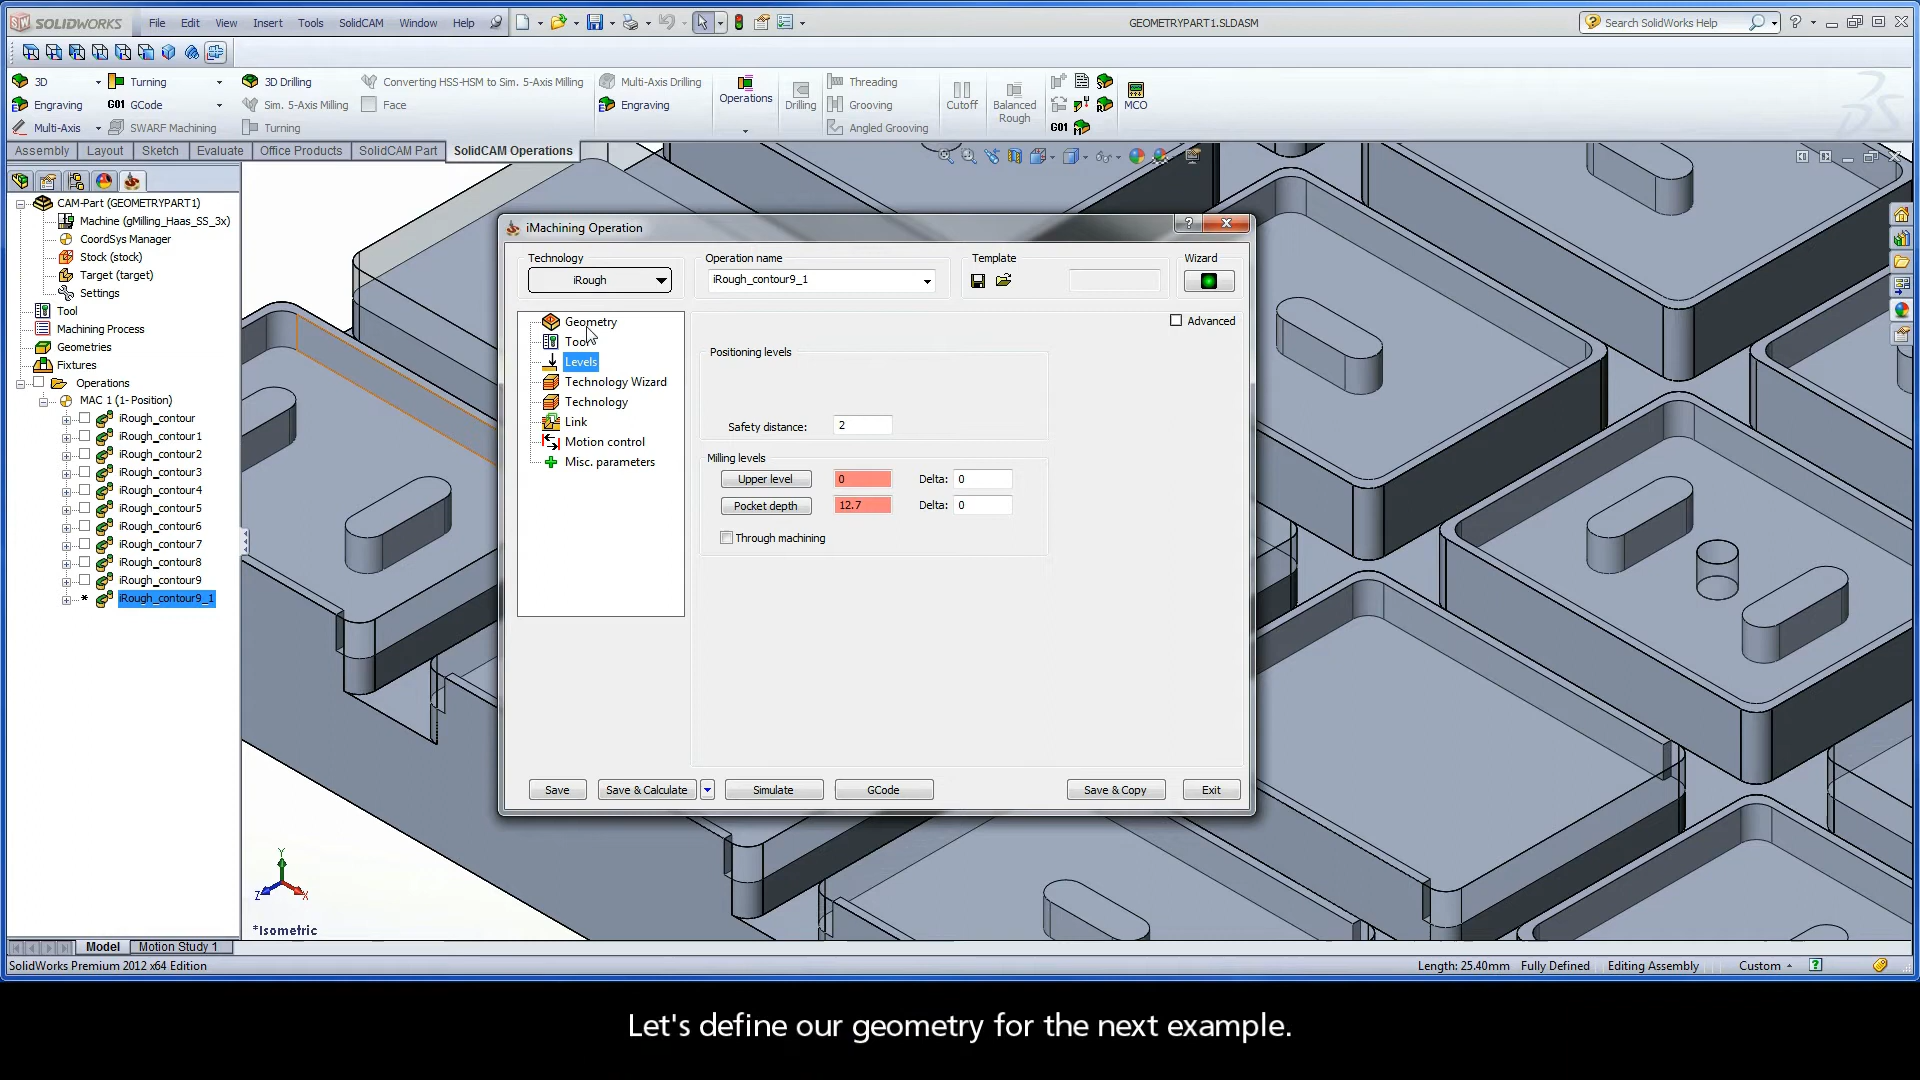 SOLIDWORKS File Edit View Insert Tools SolidCAM Window Help GEOMETRYPART1.SLDASM Search SolidWorks Help
3D Turning 3D Drilling Converting HSS-HSM to Sim. 5-Axis Milling Multi-Axis Drilling Threading
Engraving G01 GCode Sim. 5-Axis Milling Face Engraving Operations Drilling Grooving Cutoff Balanced Rough MCO
Multi-Axis SWARF Machining Turning Angled Grooving G01
Assembly Layout Sketch Evaluate Office Products SolidCAM Part SolidCAM Operations
CAM-Part (GEOMETRYPART1)
Machine (gMilling_Haas_SS_3x)
CoordSys Manager
Stock (stock)
Target (target)
Settings
Tool
Machining Process
Geometries
Fixtures
Operations
MAC 1 (1- Position)
iRough_contour
iRough_contour1
iRough_contour2
iRough_contour3
iRough_contour4
iRough_contour5
iRough_contour6
iRough_contour7
iRough_contour8
iRough_contour9
* iRough_contour9_1
iMachining Operation ?
Technology Operation name Template Wizard
iRough iRough_contour9_1
Geometry
Tool
Levels
Technology Wizard
Technology
Link
Motion control
Misc. parameters
Advanced
Positioning levels
Safety distance: 2
Milling levels
Upper level 0 Delta: 0
Pocket depth 12.7 Delta: 0
Through machining
Save Save & Calculate Simulate GCode Save & Copy Exit
Y
Z X
*Isometric
Model Motion Study 1
SolidWorks Premium 2012 x64 Edition Length: 25.40mm Fully Defined Editing Assembly Custom ?
Let's define our geometry for the next example.